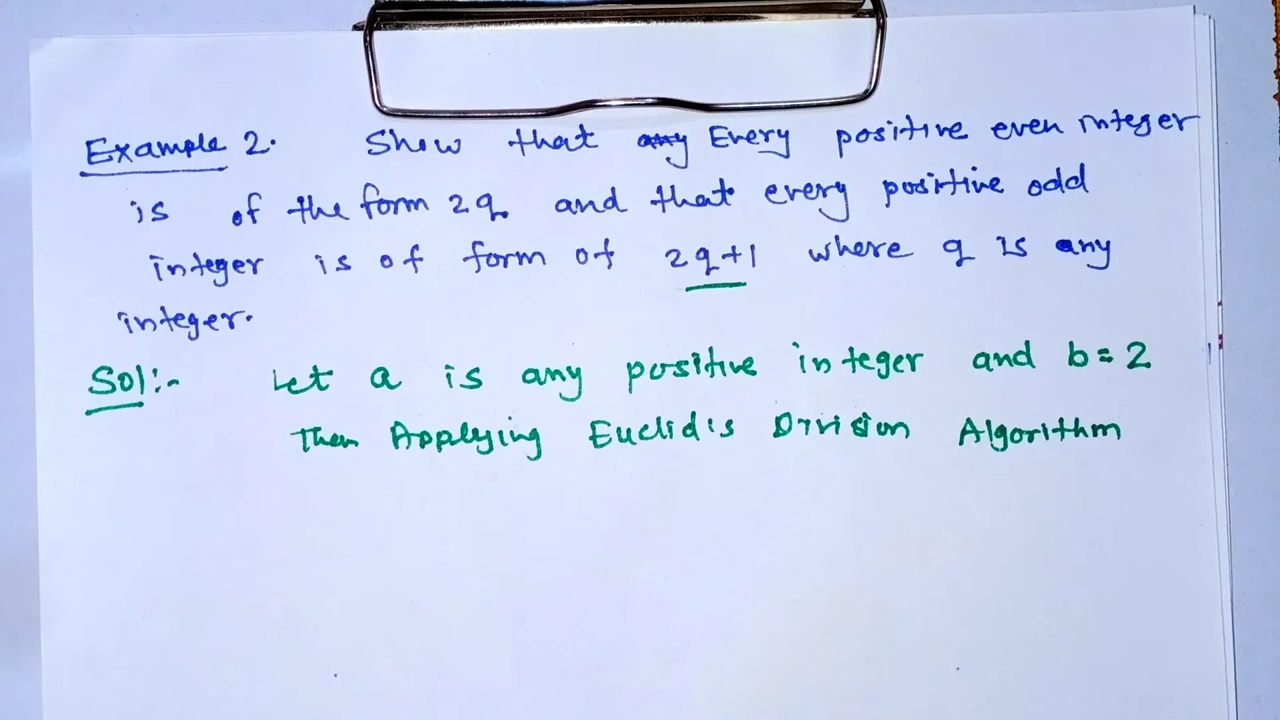 Example 2. Show that any Every positive even integer
is of the form 2q and that every positive odd
integer is of form of 2q+1 where q is any
integer.
Sol:- Let a is any positive integer and b=2
Then Applying Euclid's Division Algorithm